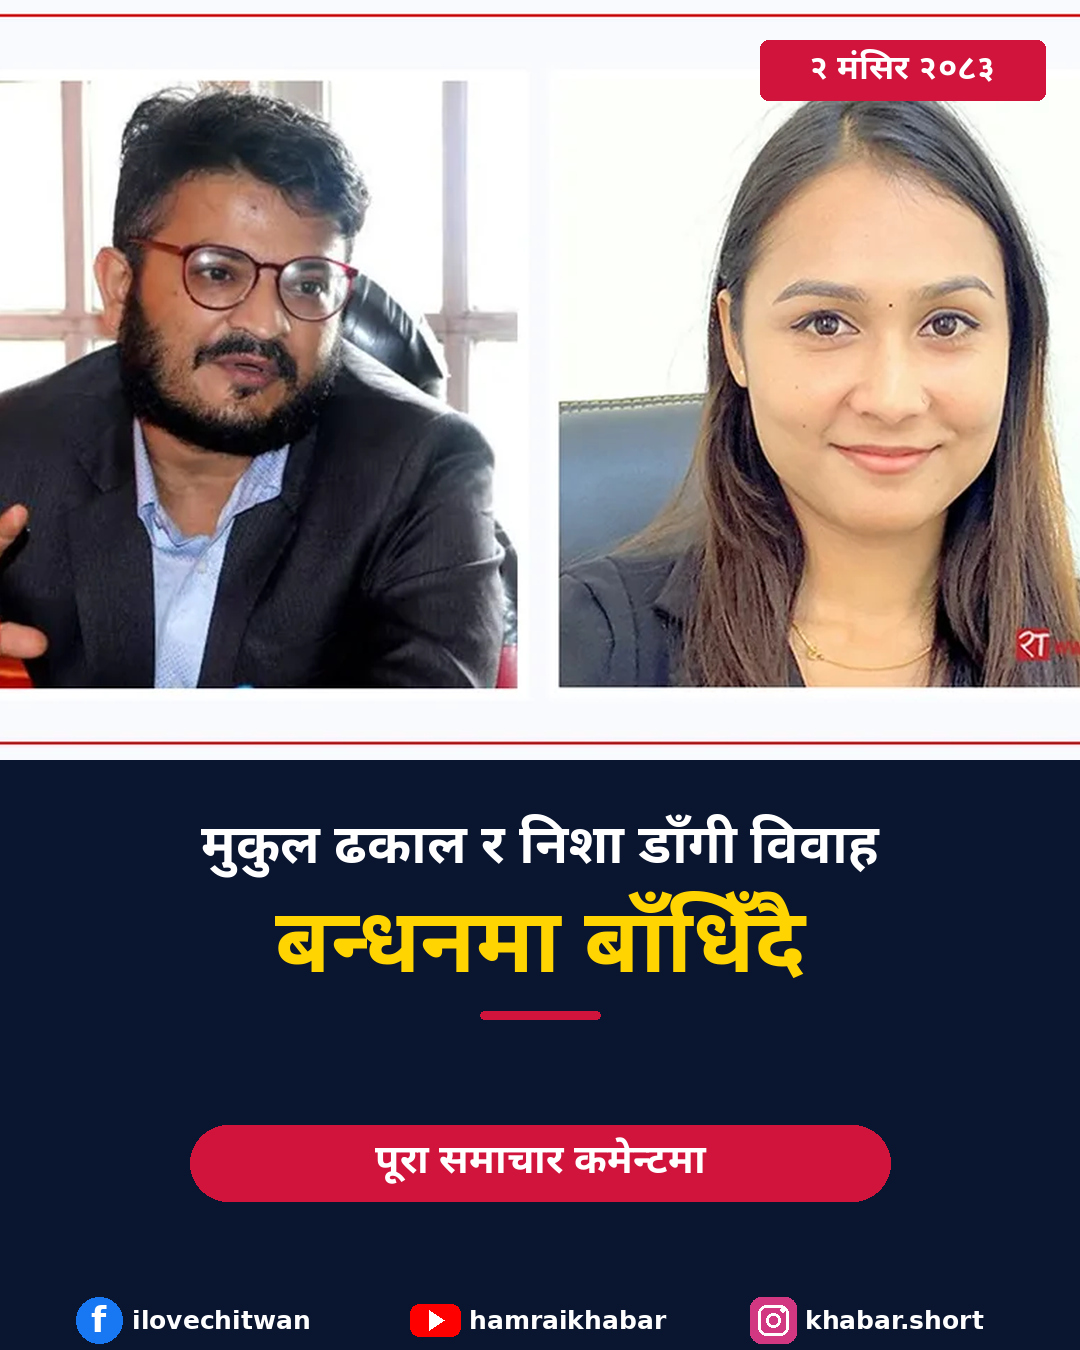 २ मंसिर २०८३
मुकुल ढकाल र निशा डाँगी विवाह
बन्धनमा बाँधिँदै
पूरा समाचार कमेन्टमा
ilovechitwan
hamraikhabar
khabar.short